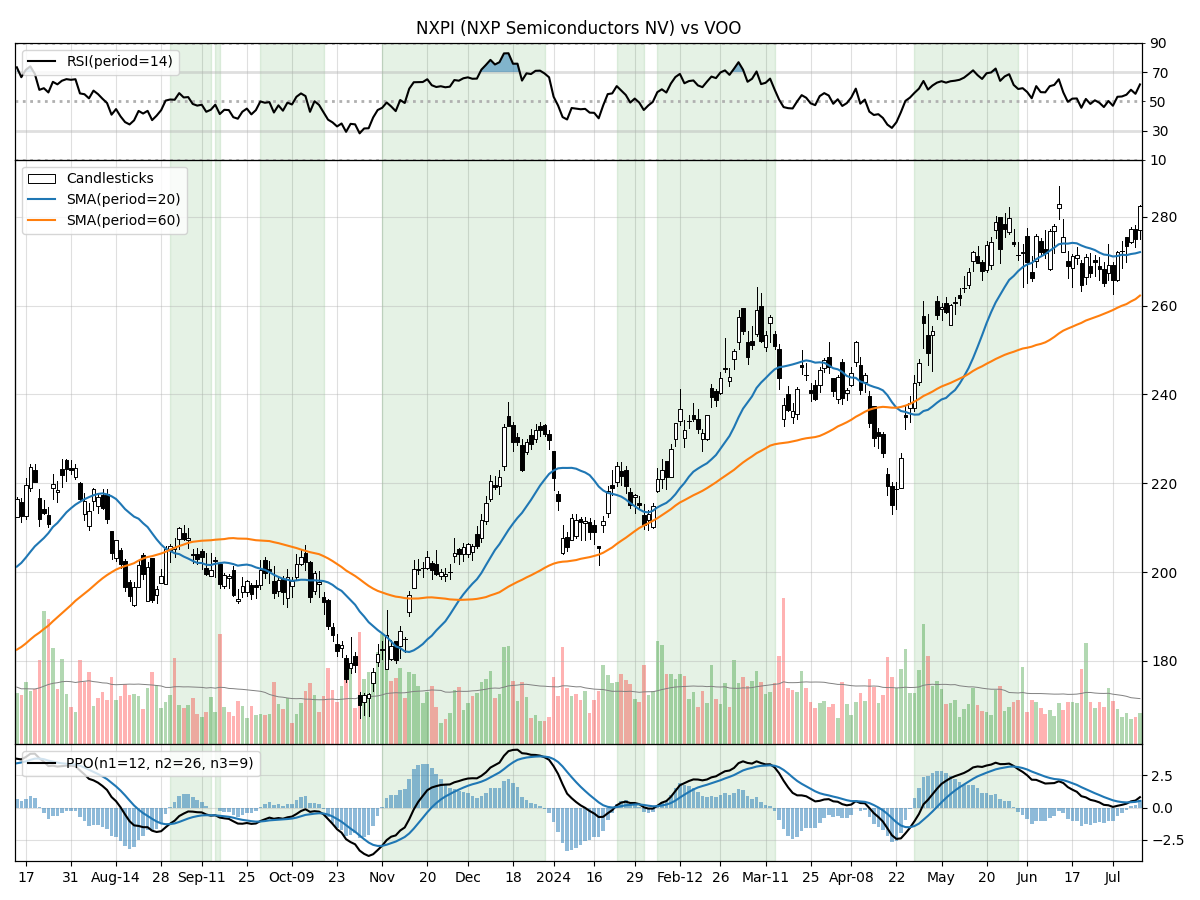 NXPI (NXP Semiconductors NV) vs VOO
RSI(period=14)
90
70
50
30
10
Candlesticks
SMA(period=20)
SMA(period=60)
280
260
240
220
200
180
PPO(n1=12, n2=26, n3=9)
2.5
0.0
−2.5
17 31 Aug-14 28 Sep-11 25 Oct-09 23 Nov 20 Dec 18 2024 16 29 Feb-12 26 Mar-11 25 Apr-08 22 May 20 Jun 17 Jul